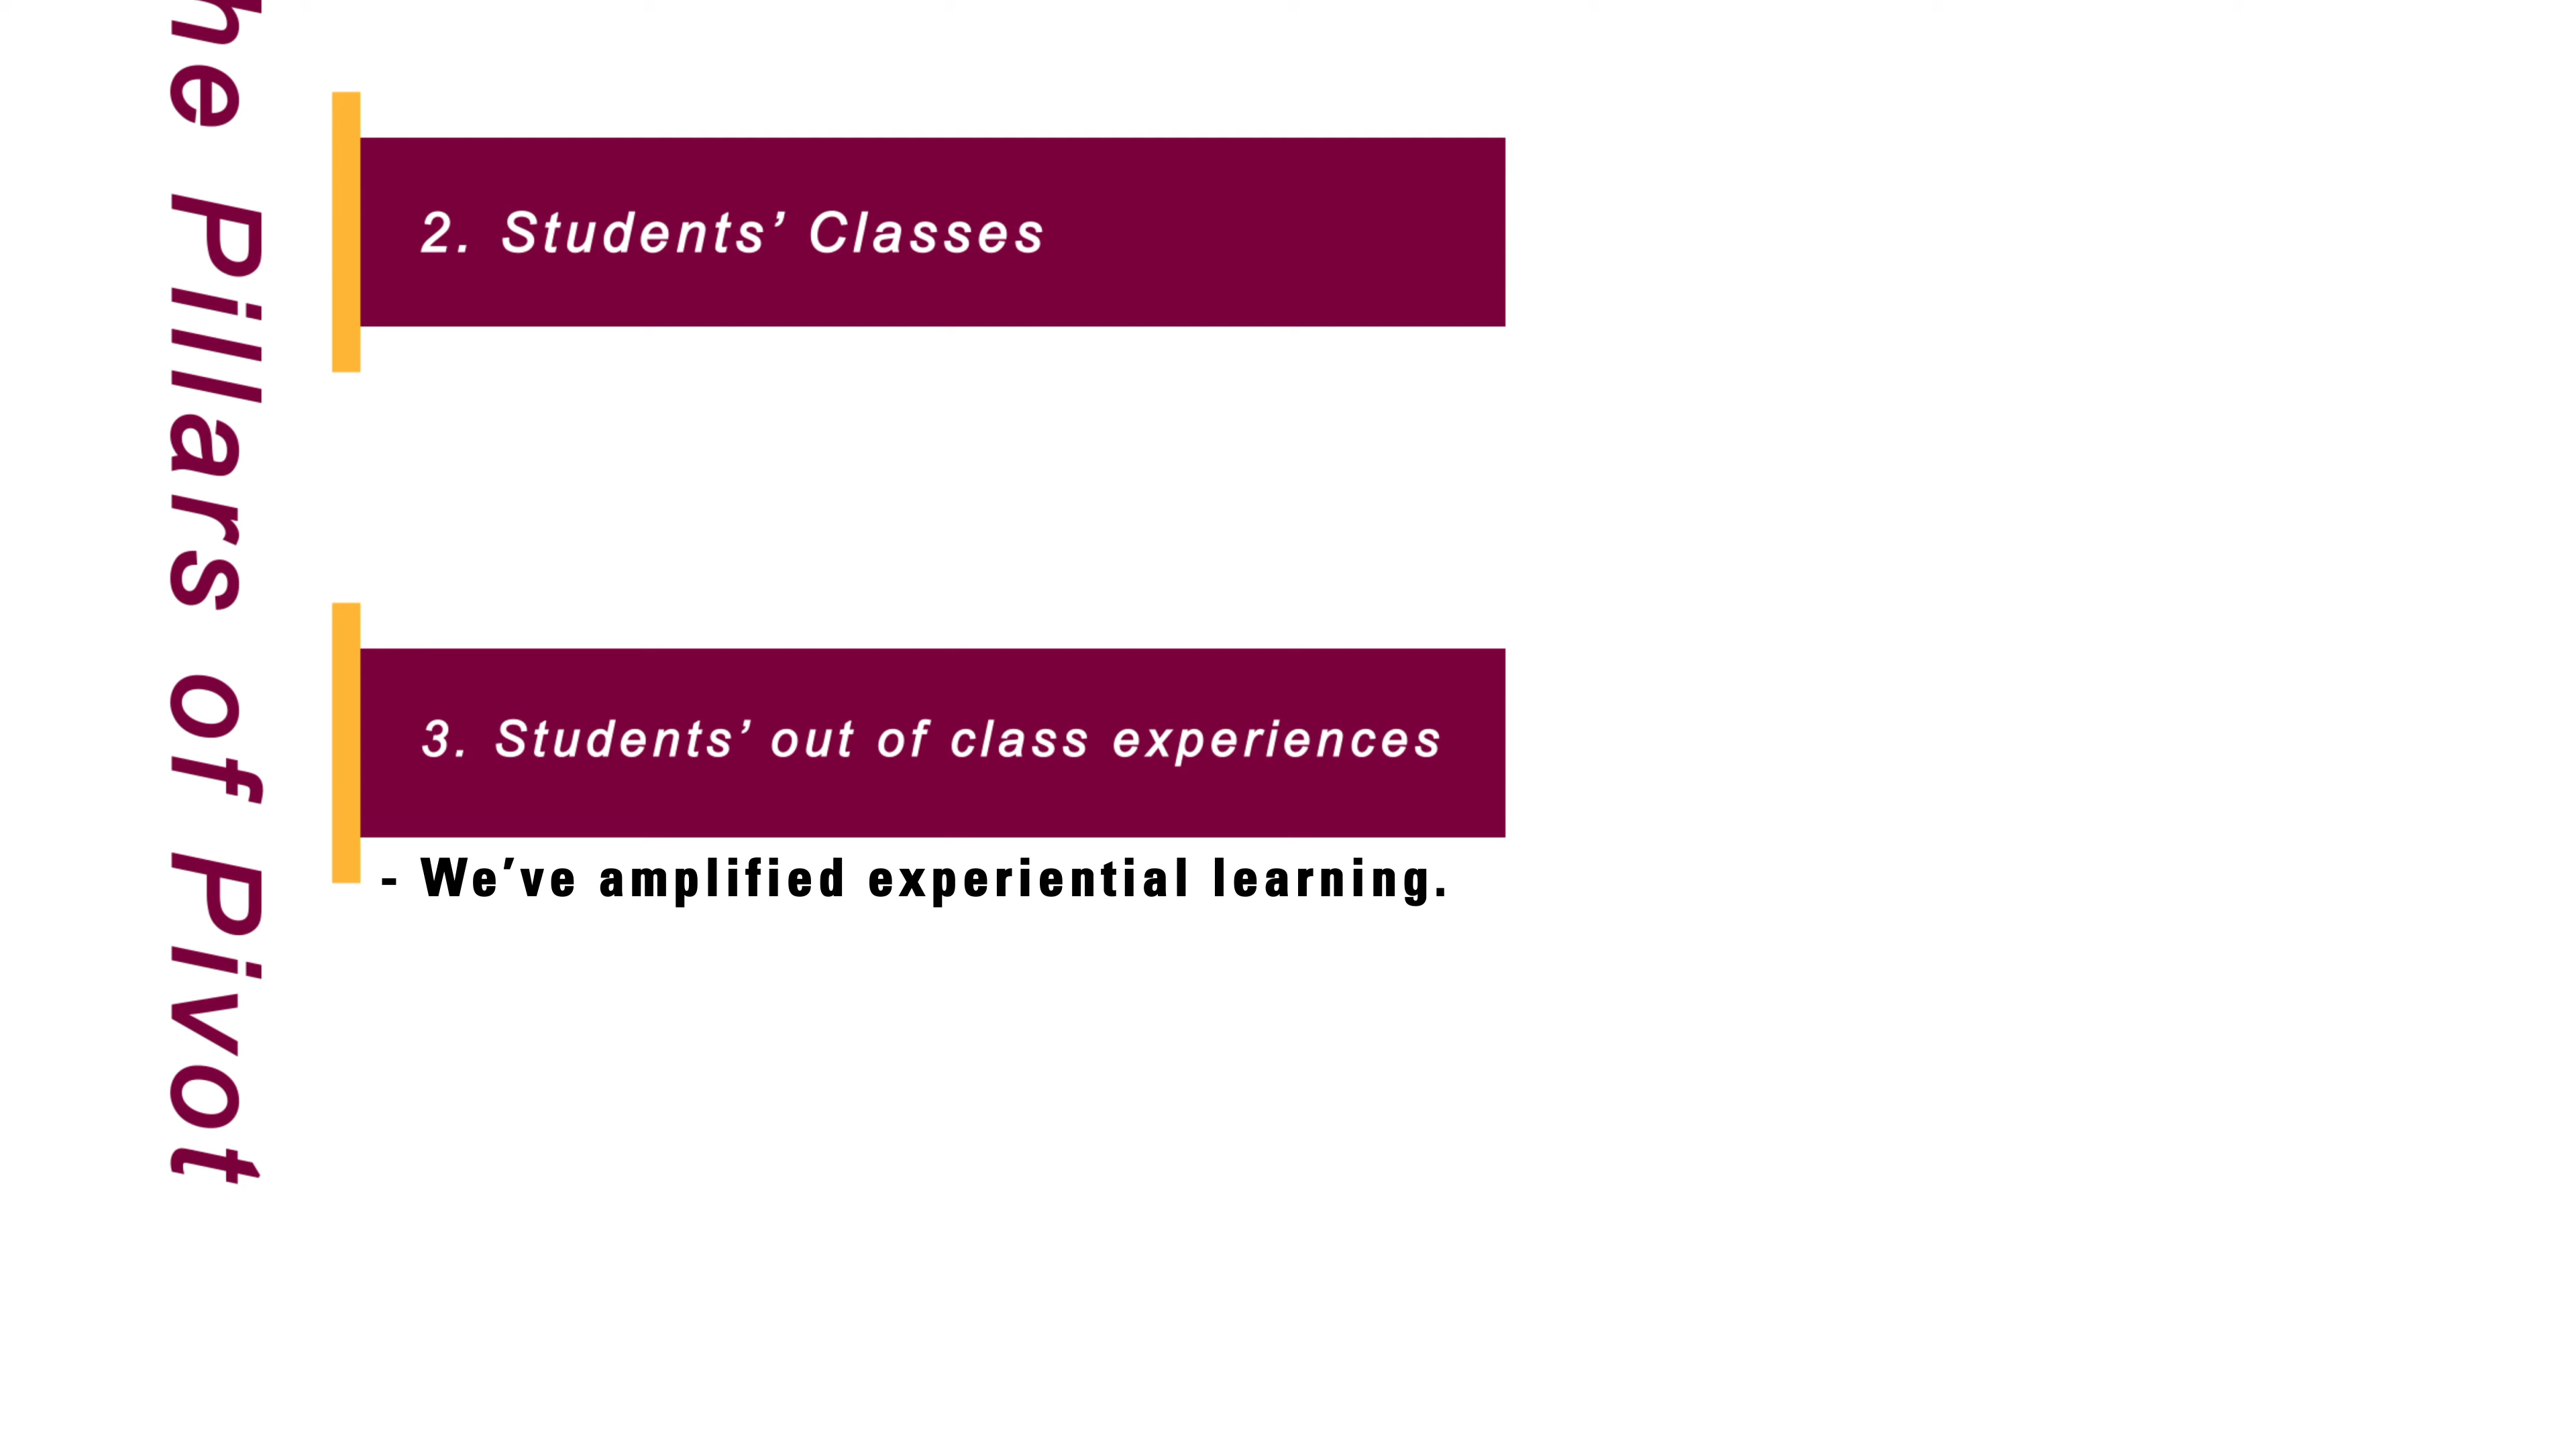 he Pillars of Pivot
2. Students’ Classes
3. Students’ out of class experiences
- We’ve amplified experiential learning.